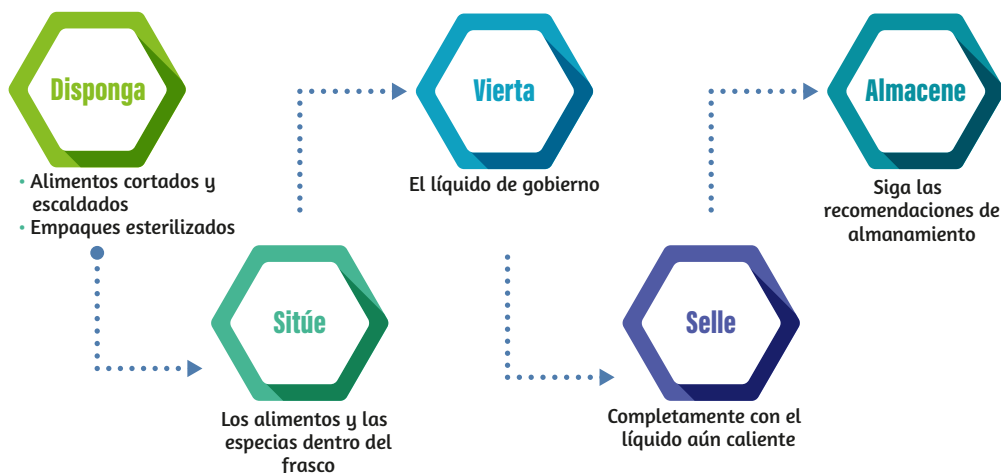 Disponga
• Alimentos cortados y
escaldados
• Empaques esterilizados
Sitúe
Los alimentos y las
especias dentro del
frasco
Vierta
El líquido de gobierno
Selle
Completamente con el
líquido aún caliente
Almacene
Siga las
recomendaciones de
almanamiento